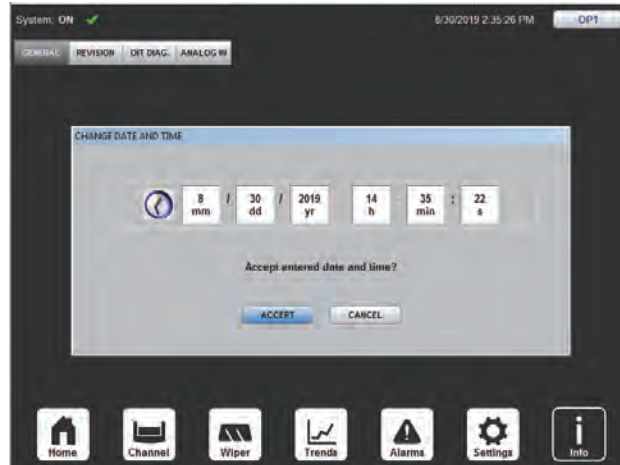 System: ON 8/30/2019 2:35:26 PM OP1
GENERAL REVISION OIT DIAG. ANALOG IN
CHANGE DATE AND TIME
8 / 30 / 2019 14 35 : 22
mm dd yr h min s
Accept entered date and time?
ACCEPT CANCEL
Home Channel Wiper Trends Alarms Settings Info